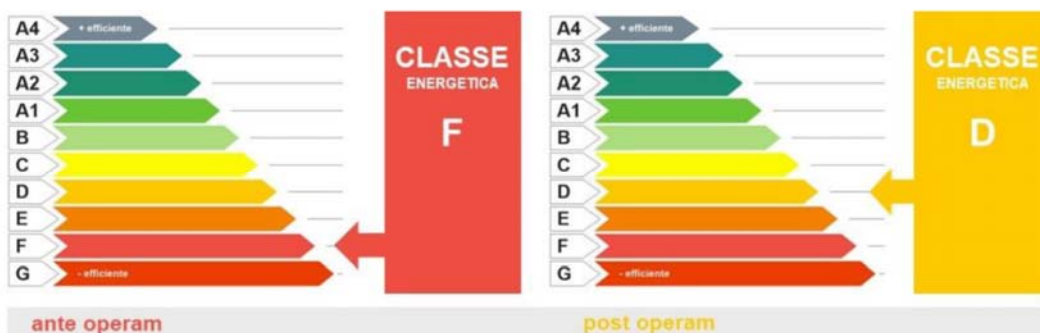 A4
+ efficiente
A3
A2
A1
B
C
D
E
F
G
- efficiente
CLASSE
ENERGETICA
F
ante operam
A4
+ efficiente
A3
A2
A1
B
C
D
E
F
G
- efficiente
CLASSE
ENERGETICA
D
post operam